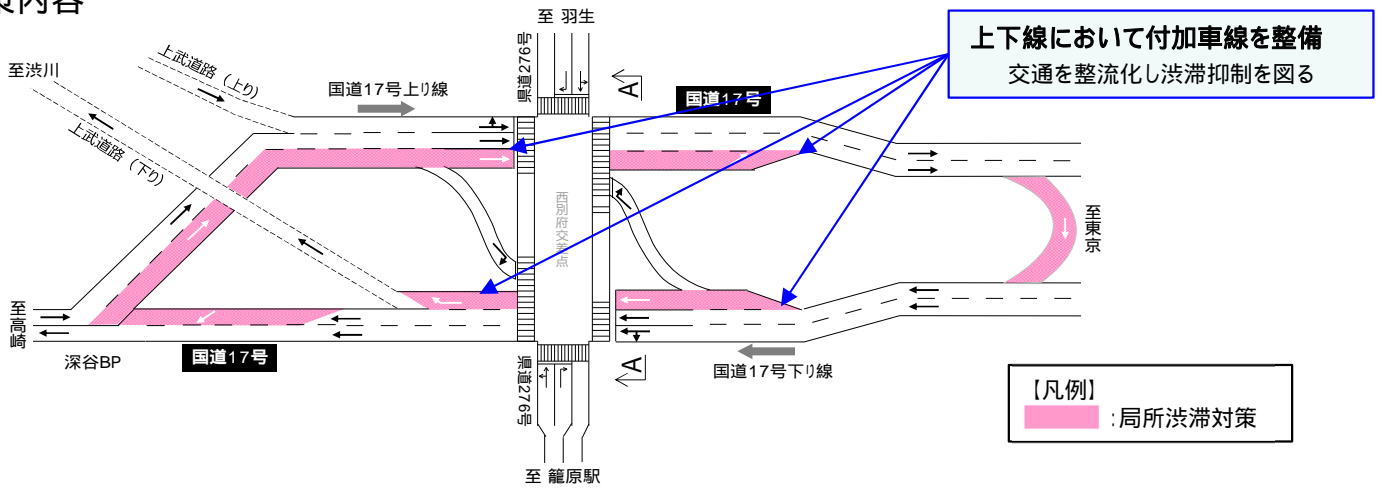 策内容
至 羽生
県道276号
上武道路（上り）
至渋川
国道17号上り線
A
国道17号
上下線において付加車線を整備
交通を整流化し渋滞抑制を図る
上武道路（下り）
西別府交差点
至東京
至高崎
深谷BP
国道17号
県道276号
A
国道17号下り線
【凡例】
:局所渋滞対策
至 籠原駅